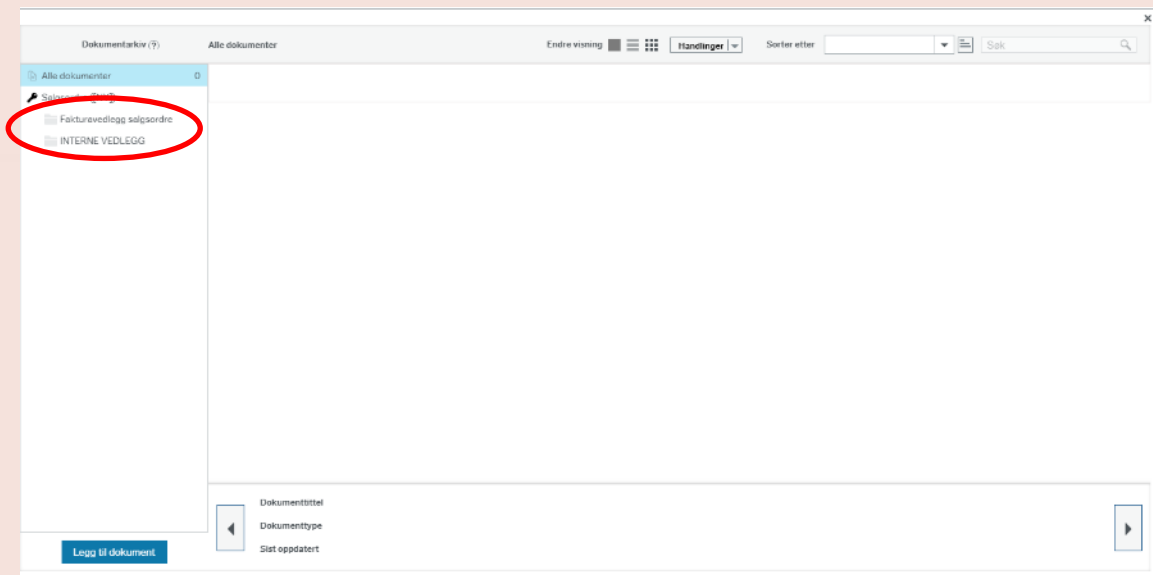 ×
Dokumentarkiv (?) Alle dokumenter Endre visning Handlinger Sorter etter Søk
Alle dokumenter 0
Fakturavedlegg salgsordre
INTERNE VEDLEGG
Dokumenttittel
Dokumenttype
Sist oppdatert
Legg til dokument